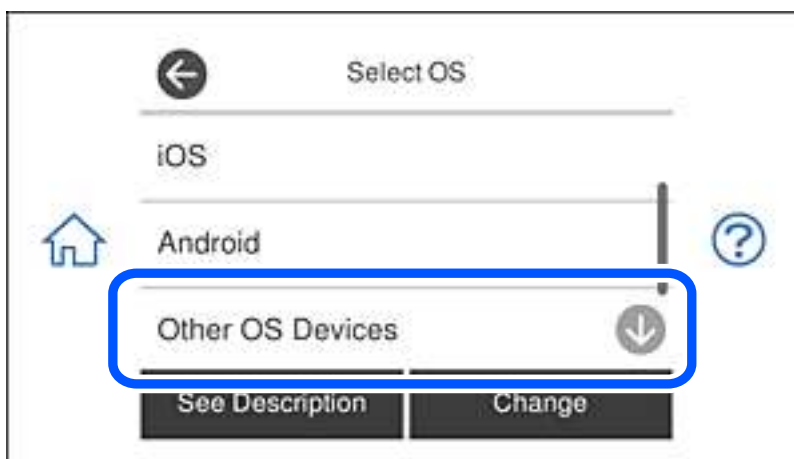 Select OS
iOS
Android
?
Other OS Devices
See Description
Change